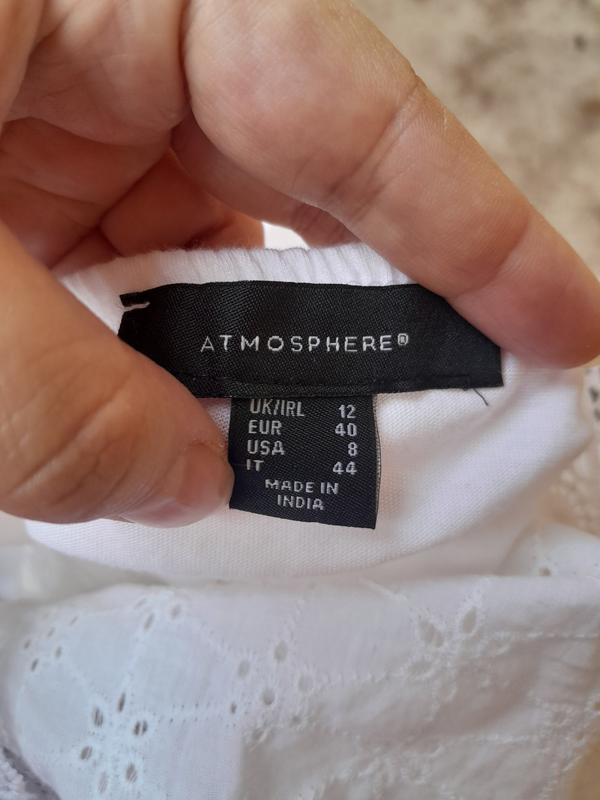 ATMOSPHERE®
UK/IRL 12
EUR 40
USA 8
IT 44
MADE IN
INDIA